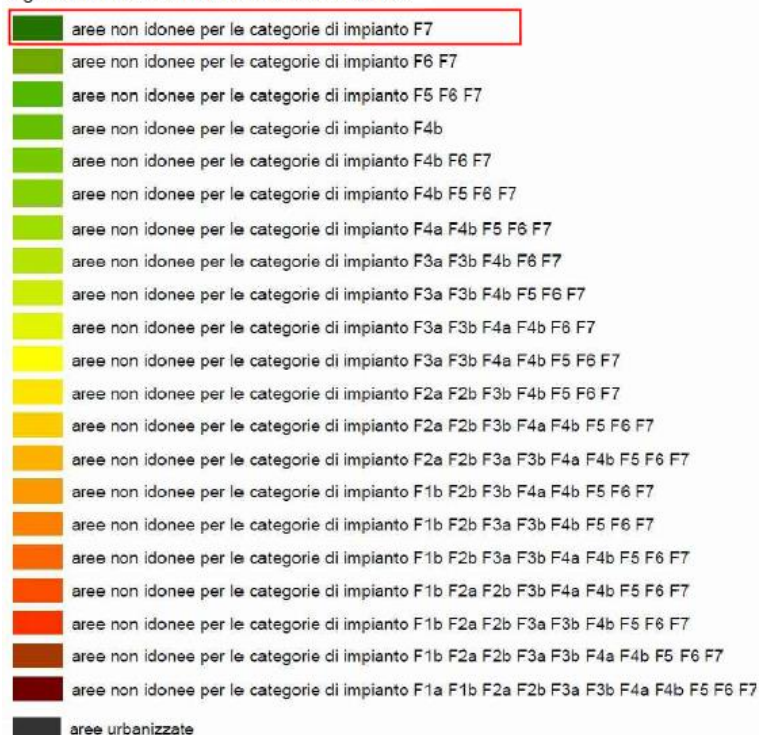 aree non idonee per le categorie di impianto F7
aree non idonee per le categorie di impianto F6 F7
aree non idonee per le categorie di impianto F5 F6 F7
aree non idonee per le categorie di impianto F4b
aree non idonee per le categorie di impianto F4b F6 F7
aree non idonee per le categorie di impianto F4b F5 F6 F7
aree non idonee per le categorie di impianto F4a F4b F5 F6 F7
aree non idonee per le categorie di impianto F3a F3b F4b F6 F7
aree non idonee per le categorie di impianto F3a F3b F4b F5 F6 F7
aree non idonee per le categorie di impianto F3a F3b F4a F4b F6 F7
aree non idonee per le categorie di impianto F3a F3b F4a F4b F5 F6 F7
aree non idonee per le categorie di impianto F2a F2b F3b F4b F5 F6 F7
aree non idonee per le categorie di impianto F2a F2b F3b F4a F4b F5 F6 F7
aree non idonee per le categorie di impianto F2a F2b F3a F3b F4a F4b F5 F6 F7
aree non idonee per le categorie di impianto F1b F2b F3b F4a F4b F5 F6 F7
aree non idonee per le categorie di impianto F1b F2b F3a F3b F4b F5 F6 F7
aree non idonee per le categorie di impianto F1b F2b F3a F3b F4a F4b F5 F6 F7
aree non idonee per le categorie di impianto F1b F2a F2b F3b F4a F4b F5 F6 F7
aree non idonee per le categorie di impianto F1b F2a F2b F3a F3b F4b F5 F6 F7
aree non idonee per le categorie di impianto F1b F2a F2b F3a F3b F4a F4b F5 F6 F7
aree non idonee per le categorie di impianto F1a F1b F2a F2b F3a F3b F4a F4b F5 F6 F7
aree urbanizzate